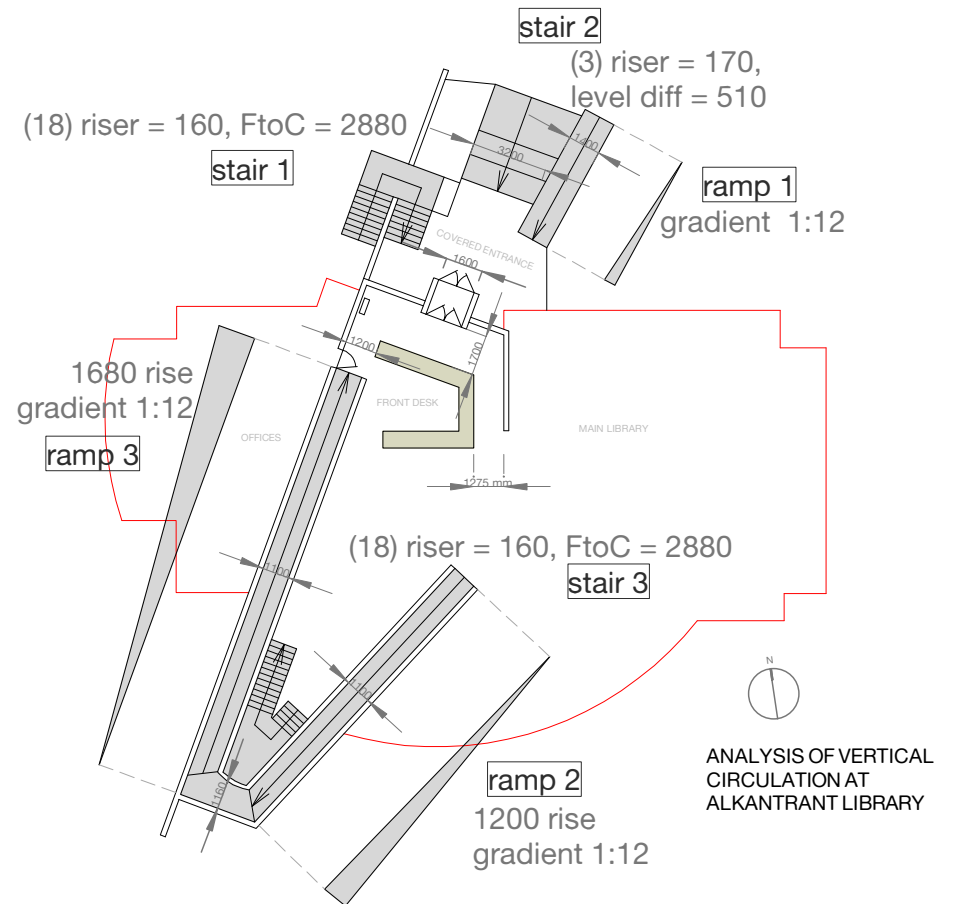 stair 2
(3) riser = 170,
level diff = 510
(18) riser = 160, FtoC = 2880
stair 1
1400
3200
ramp 1
gradient 1:12
COVERED ENTRANCE
1600
1200
1700
1680 rise
gradient 1:12
ramp 3
FRONT DESK
OFFICES
MAIN LIBRARY
1275 mm
(18) riser = 160, FtoC = 2880
stair 3
1100
1100
N
1160
ramp 2
1200 rise
gradient 1:12
ANALYSIS OF VERTICAL
CIRCULATION AT
ALKANTRANT LIBRARY